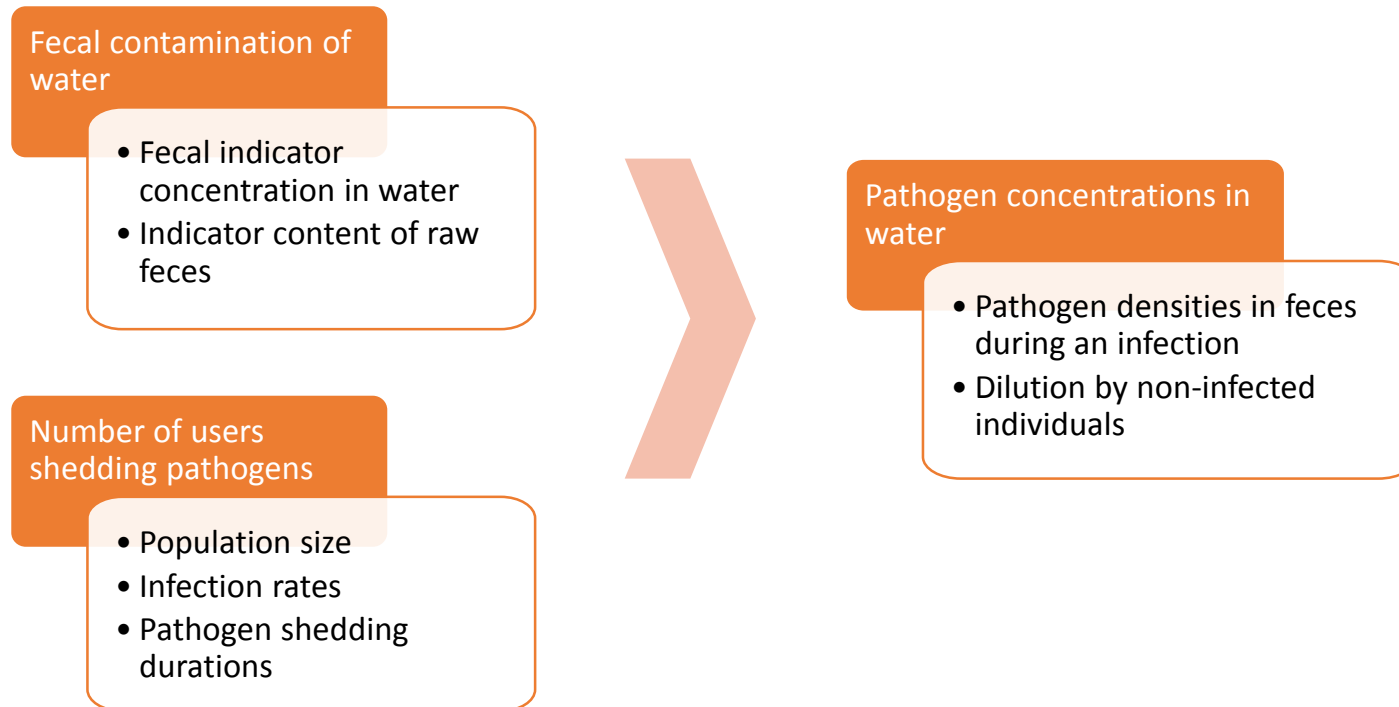 Fecal contamination of
water
• Fecal indicator
concentration in water
• Indicator content of raw
feces
Number of users
shedding pathogens
• Population size
• Infection rates
• Pathogen shedding
durations
Pathogen concentrations in
water
• Pathogen densities in feces
during an infection
• Dilution by non-infected
individuals